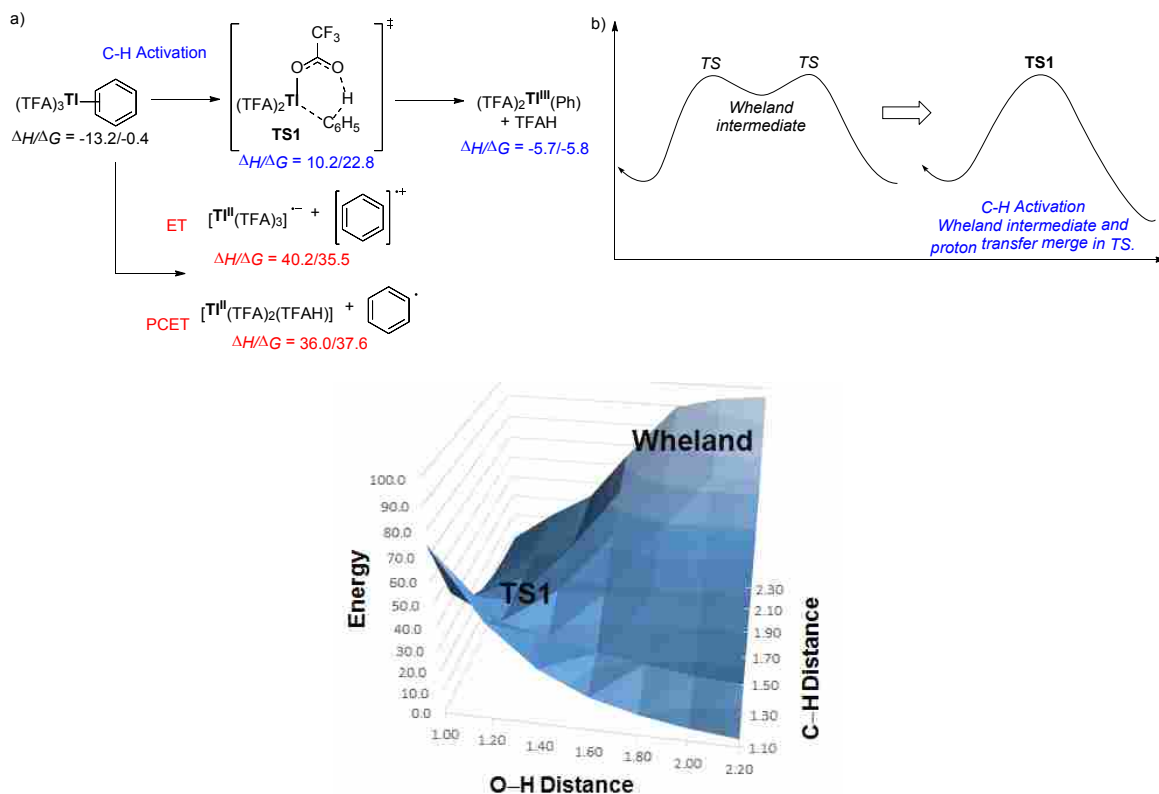 a)
C-H Activation
‡
CF3
O O
(TFA)3Tl
(TFA)2Tl
H
C6H5
TS1
(TFA)2TlIII(Ph)
+ TFAH
ΔH/ΔG = -13.2/-0.4
ΔH/ΔG = 10.2/22.8
ΔH/ΔG = -5.7/-5.8
ET
[TlII(TFA)3]•– +
•+
ΔH/ΔG = 40.2/35.5
PCET
[TlII(TFA)2(TFAH)] +
•
ΔH/ΔG = 36.0/37.6
b)
TS
TS
TS1
Wheland
intermediate
C-H Activation
Wheland intermediate and
proton transfer merge in TS.
Wheland
TS1
Energy
100.0
90.0
80.0
70.0
60.0
50.0
40.0
30.0
20.0
10.0
0.0
1.00
1.20
1.40
1.60
1.80
2.00
2.20
O–H Distance
2.30
2.10
1.90
1.70
1.50
1.30
1.10
C–H Distance